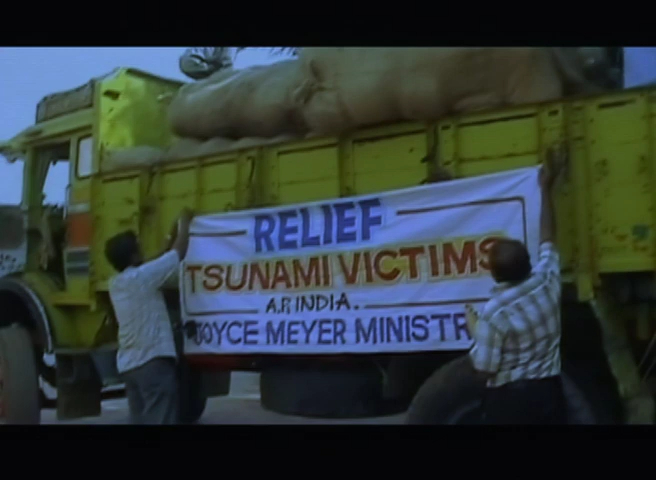 RELIEF
TSUNAMI VICTIMS
A.P. INDIA.
JOYCE MEYER MINISTR